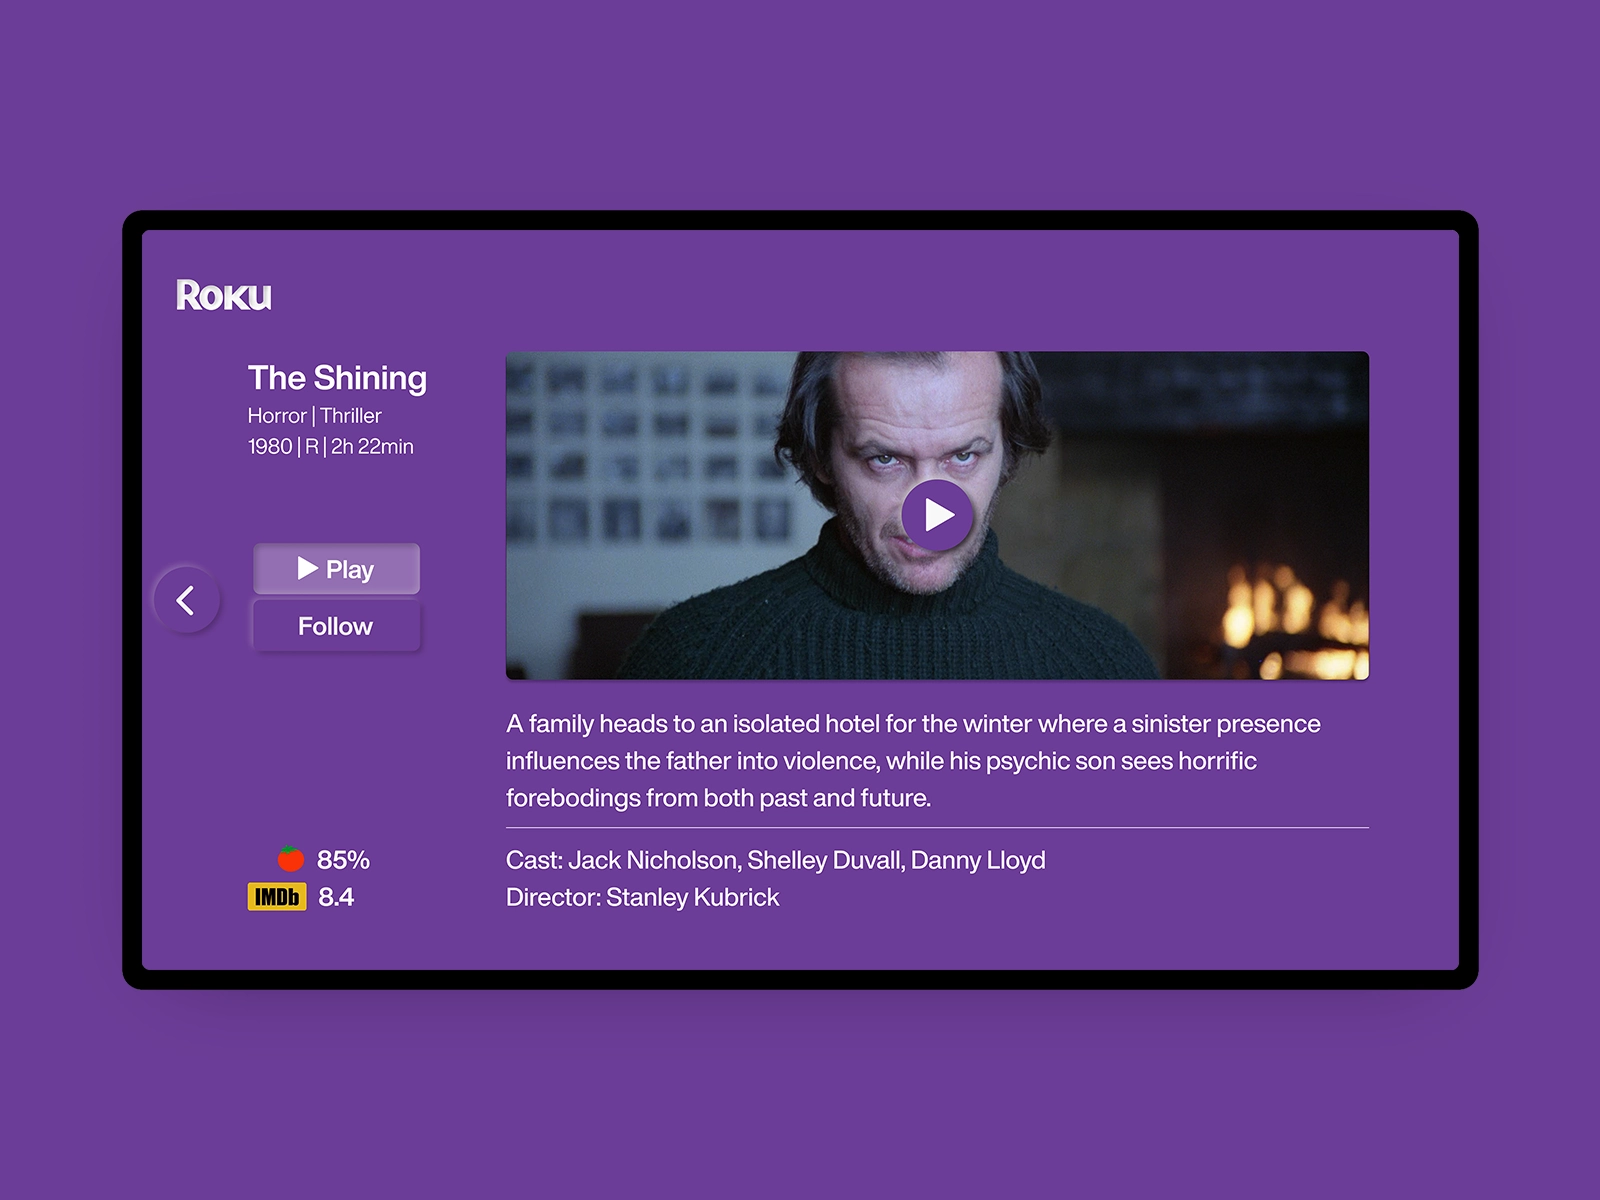 Roku
The Shining
Horror | Thriller
1980 | R | 2h 22min
Play
Follow
A family heads to an isolated hotel for the winter where a sinister presence
influences the father into violence, while his psychic son sees horrific
forebodings from both past and future.
85%
IMDb 8.4
Cast: Jack Nicholson, Shelley Duvall, Danny Lloyd
Director: Stanley Kubrick